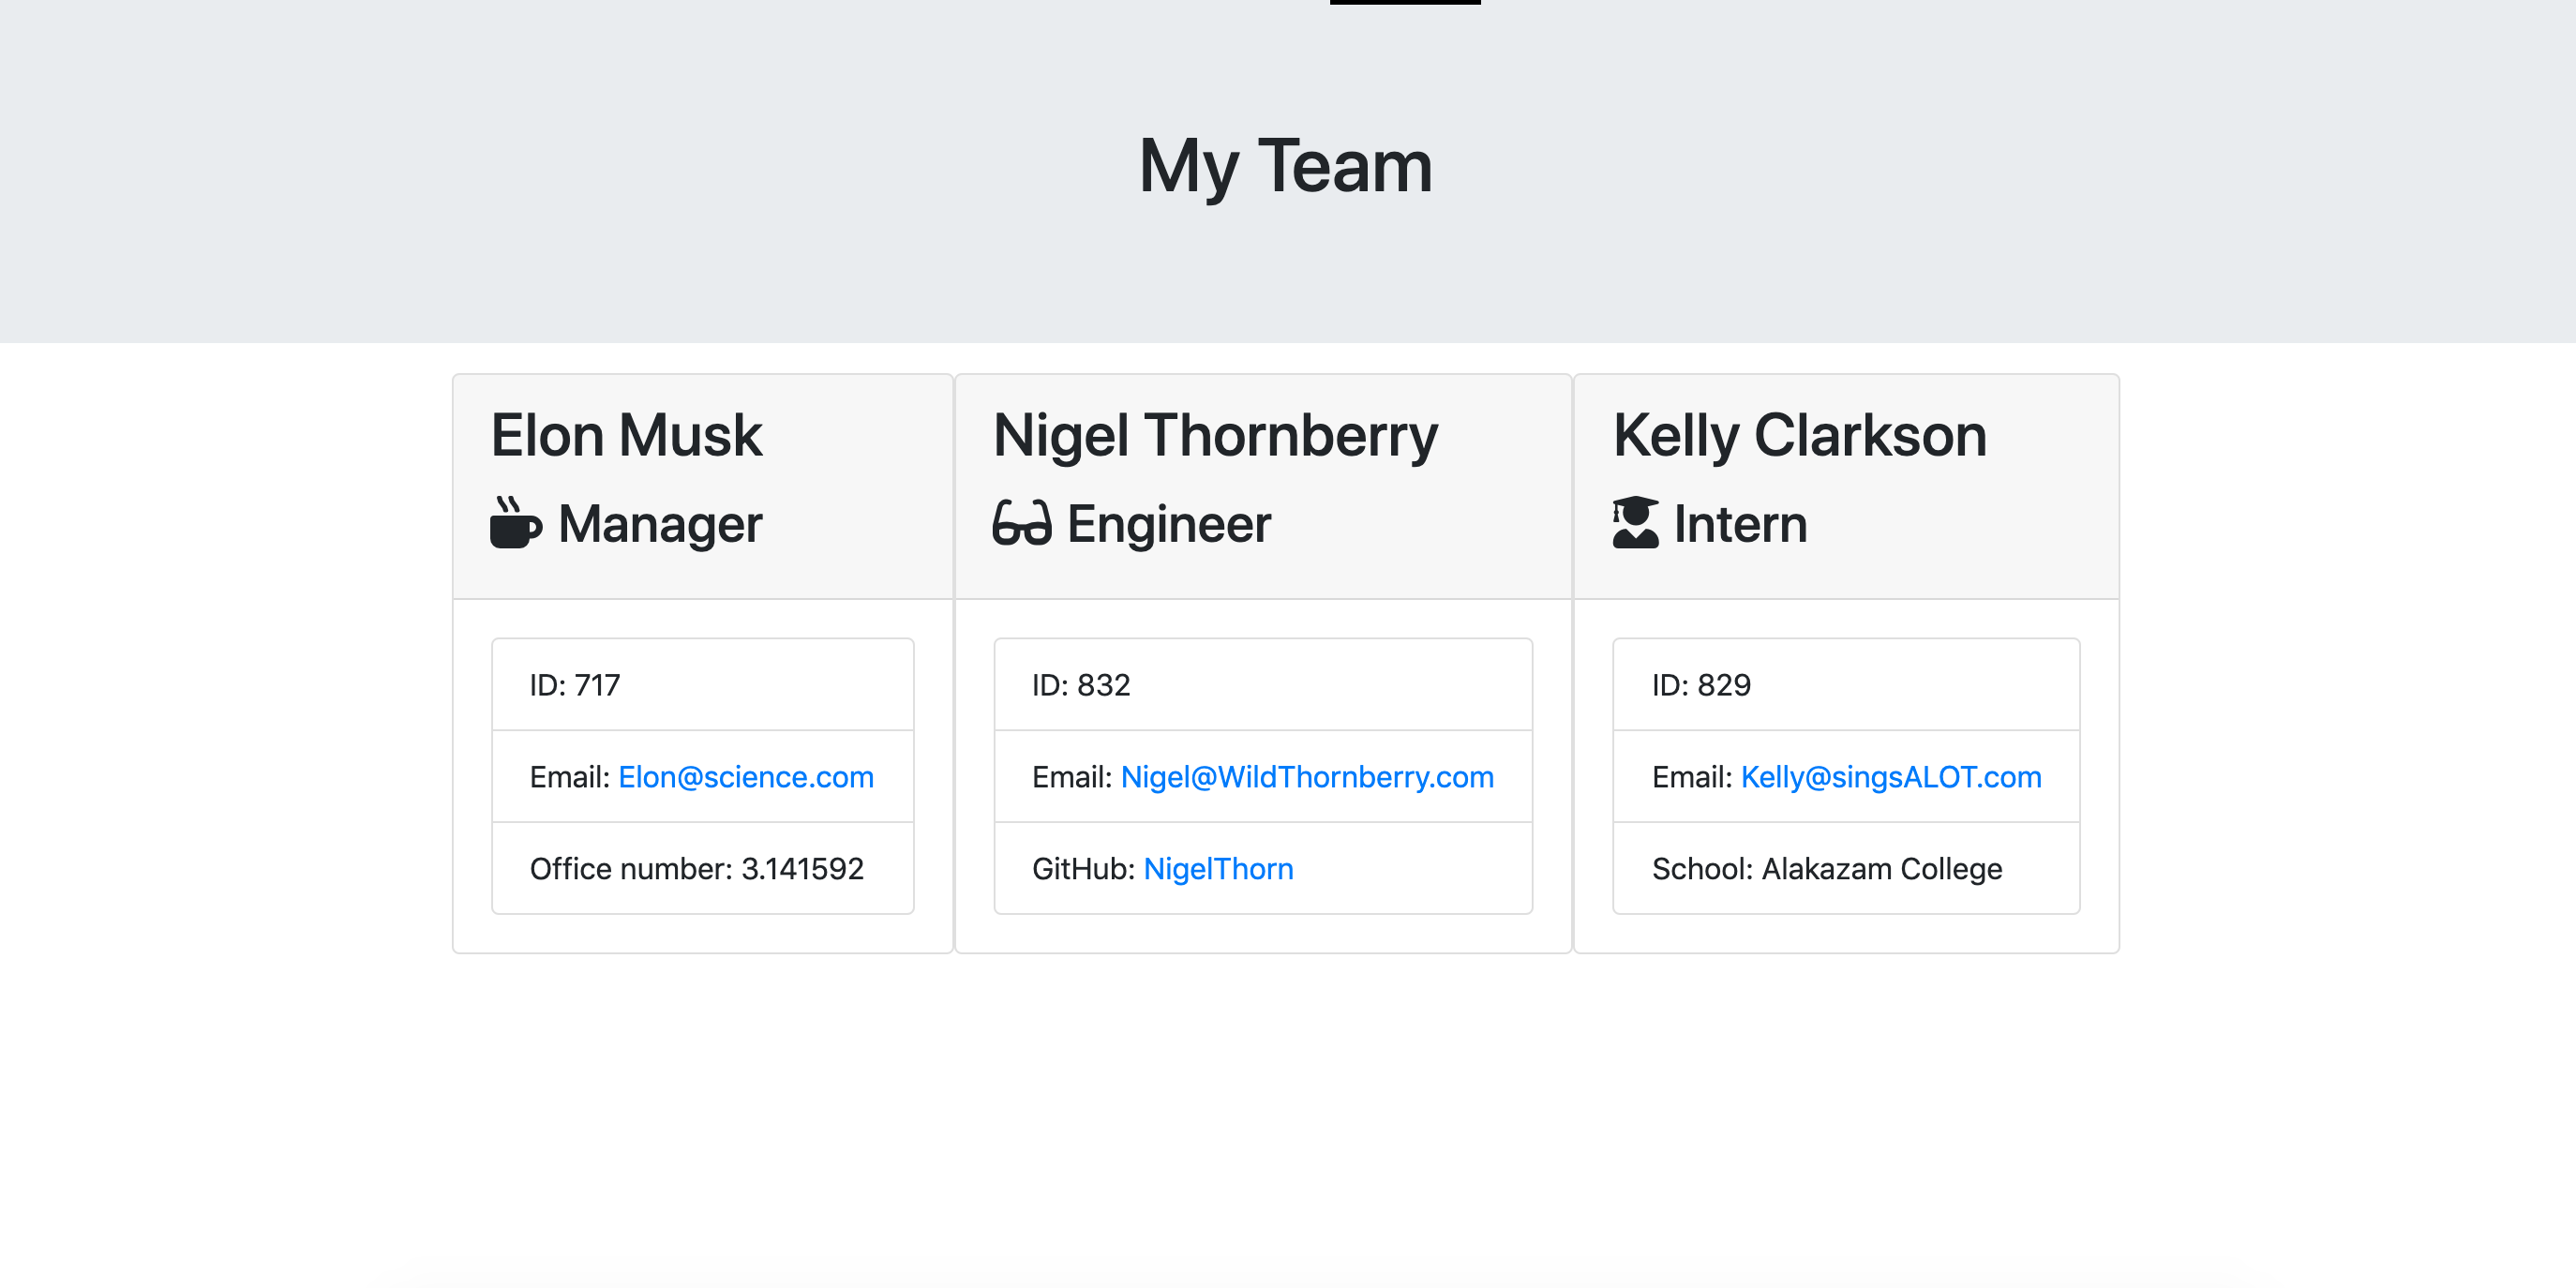 My Team
Elon Musk
Manager
ID: 717
Email: Elon@science.com
Office number: 3.141592
Nigel Thornberry
Engineer
ID: 832
Email: Nigel@WildThornberry.com
GitHub: NigelThorn
Kelly Clarkson
Intern
ID: 829
Email: Kelly@singsALOT.com
School: Alakazam College